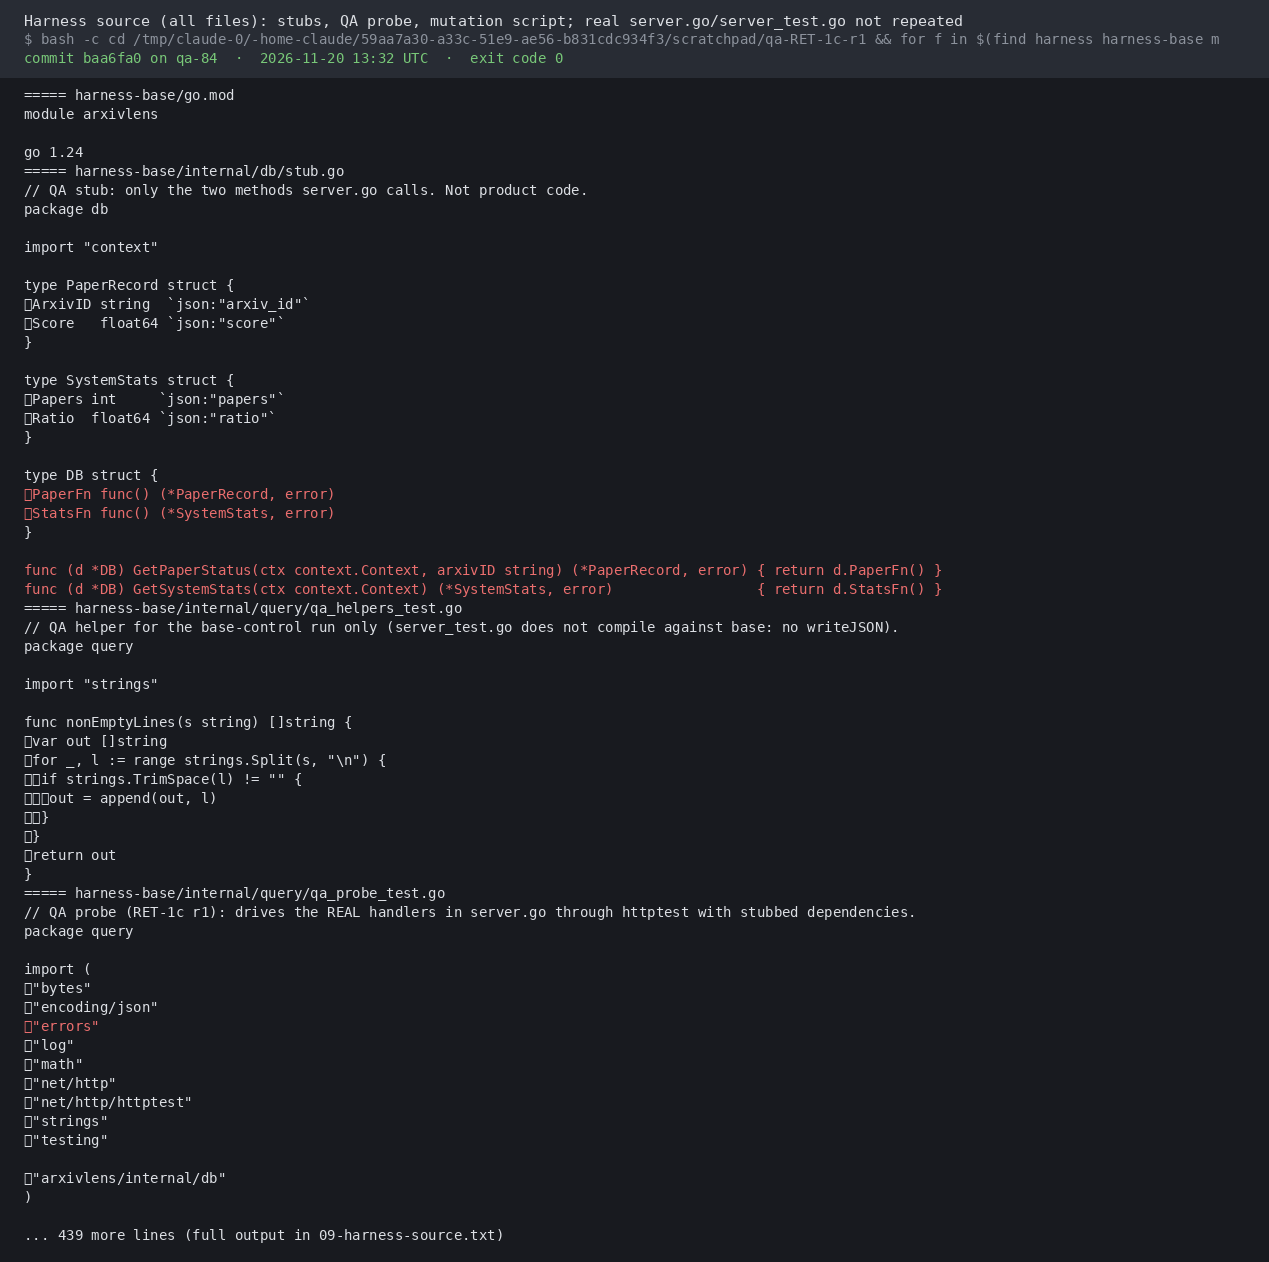 Harness source (all files): stubs, QA probe, mutation script; real server.go/server_test.go not repeated
$ bash -c cd /tmp/claude-0/-home-claude/59aa7a30-a33c-51e9-ae56-b831cdc934f3/scratchpad/qa-RET-1c-r1 && for f in $(find harness harness-base m
commit baa6fa0 on qa-84  ·  2026-11-20 13:32 UTC  ·  exit code 0
===== harness-base/go.mod
module arxivlens

go 1.24
===== harness-base/internal/db/stub.go
// QA stub: only the two methods server.go calls. Not product code.
package db

import "context"

type PaperRecord struct {
ArxivID string  `json:"arxiv_id"`
Score   float64 `json:"score"`
}

type SystemStats struct {
Papers int     `json:"papers"`
Ratio  float64 `json:"ratio"`
}

type DB struct {
PaperFn func() (*PaperRecord, error)
StatsFn func() (*SystemStats, error)
}

func (d *DB) GetPaperStatus(ctx context.Context, arxivID string) (*PaperRecord, error) { return d.PaperFn() }
func (d *DB) GetSystemStats(ctx context.Context) (*SystemStats, error)                 { return d.StatsFn() }
===== harness-base/internal/query/qa_helpers_test.go
// QA helper for the base-control run only (server_test.go does not compile against base: no writeJSON).
package query

import "strings"

func nonEmptyLines(s string) []string {
var out []string
for _, l := range strings.Split(s, "\n") {
if strings.TrimSpace(l) != "" {
out = append(out, l)
}
}
return out
}
===== harness-base/internal/query/qa_probe_test.go
// QA probe (RET-1c r1): drives the REAL handlers in server.go through httptest with stubbed dependencies.
package query

import (
"bytes"
"encoding/json"
"errors"
"log"
"math"
"net/http"
"net/http/httptest"
"strings"
"testing"

"arxivlens/internal/db"
)

... 439 more lines (full output in 09-harness-source.txt)